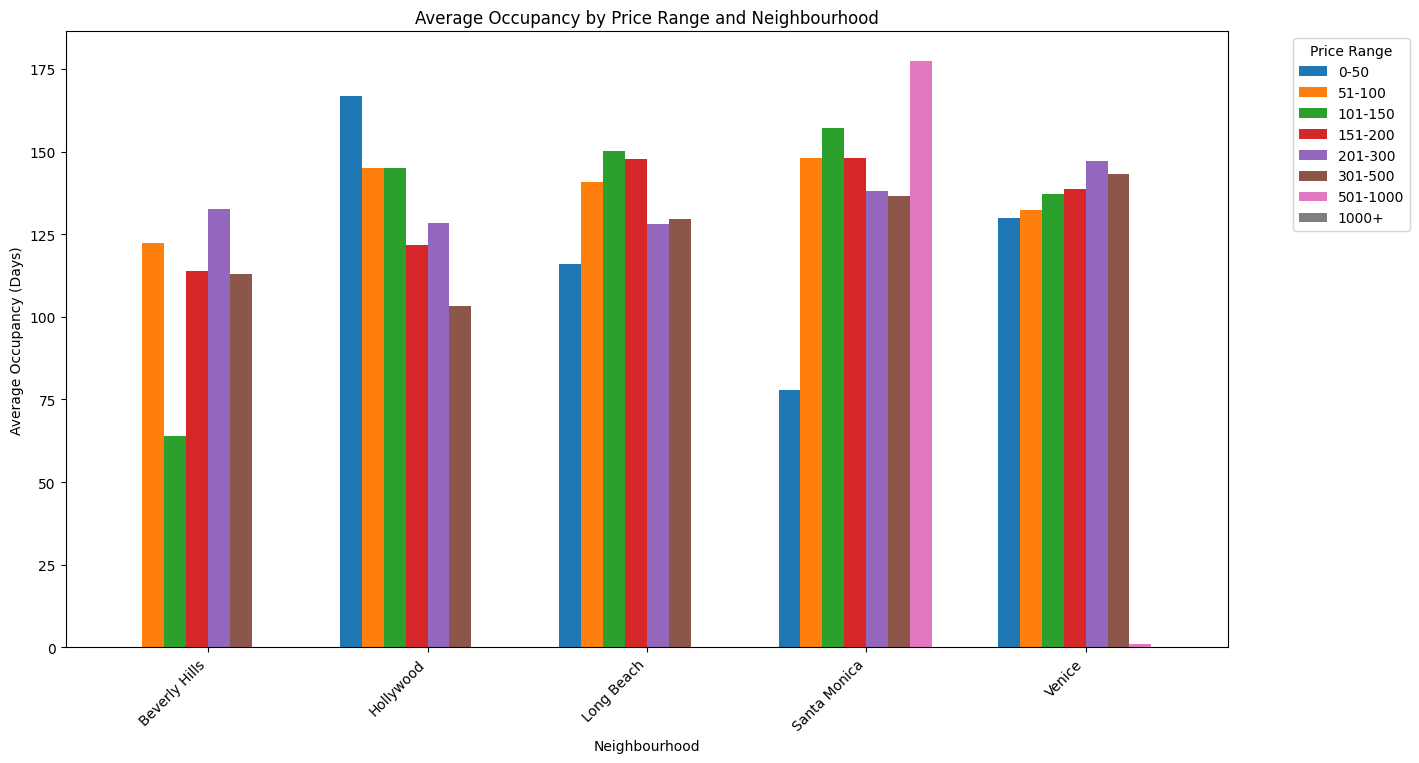 Average Occupancy by Price Range and Neighbourhood
Price Range
0-50
51-100
101-150
151-200
201-300
301-500
501-1000
1000+
Average Occupancy (Days)
175
150
125
100
75
50
25
0
Beverly Hills
Hollywood
Long Beach
Santa Monica
Venice
Neighbourhood